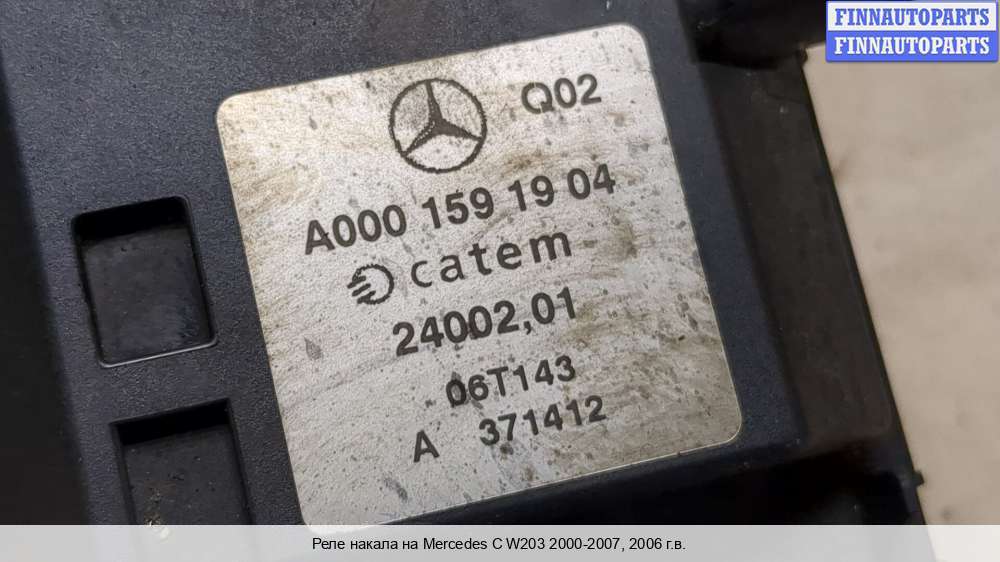 FINNAUTOPARTS
FINNAUTOPARTS
Q02
A000 159 19 04
catem
24002,01
06T143
A 371412
Реле накала на Mercedes C W203 2000-2007, 2006 г.в.